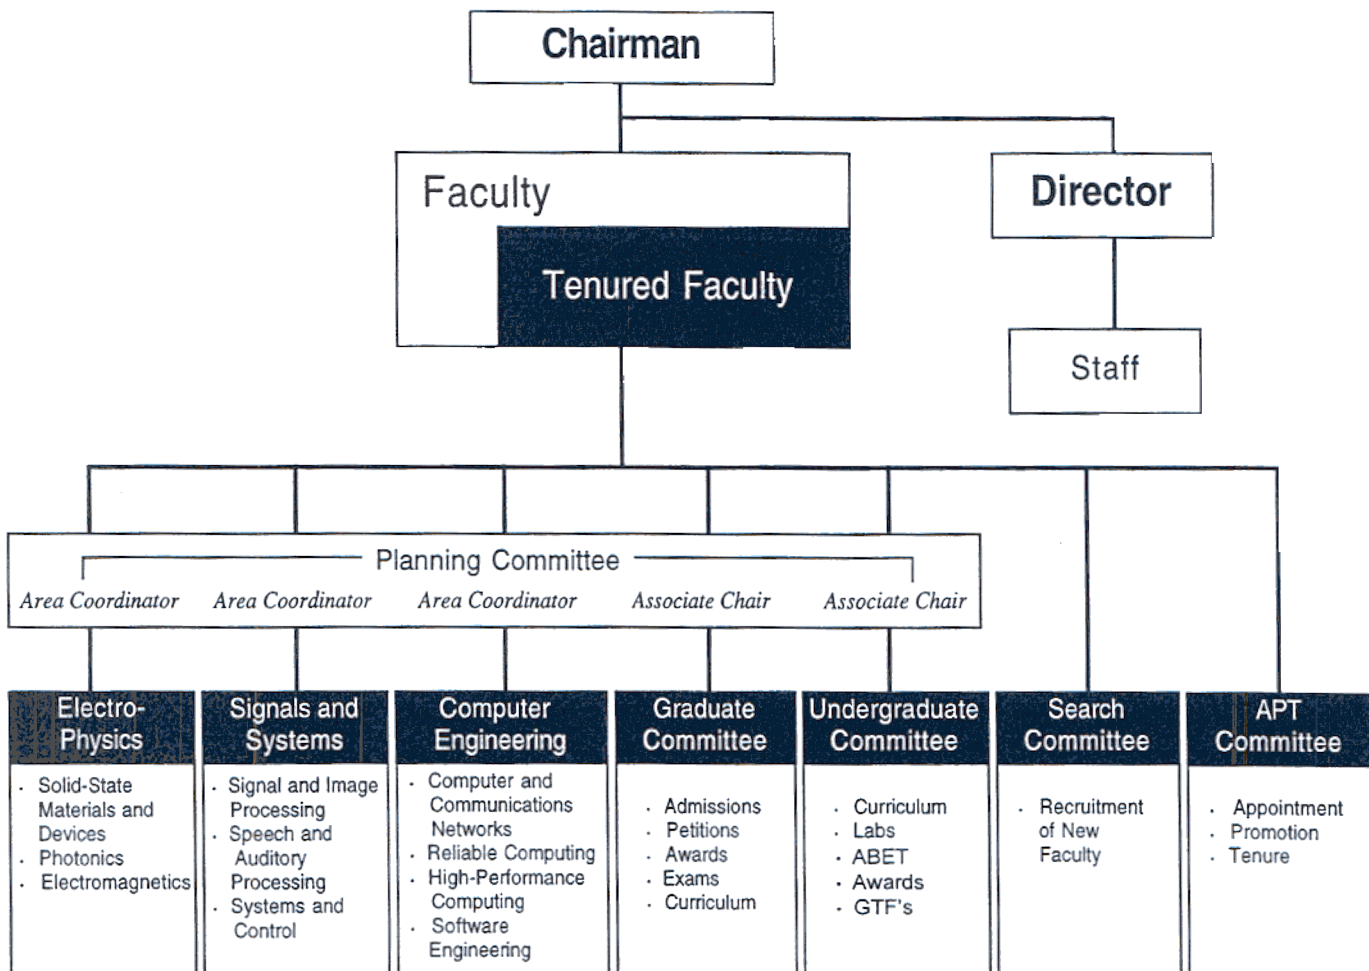 Chairman
Faculty
Tenured Faculty
Director
Staff
Planning Committee
Area Coordinator
Area Coordinator
Area Coordinator
Associate Chair
Associate Chair
Electro-
Physics
· Solid-State
Materials and
Devices
· Photonics
· Electromagnetics
Signals and
Systems
· Signal and Image
Processing
· Speech and
Auditory
Processing
· Systems and
Control
Computer
Engineering
· Computer and
Communications
Networks
· Reliable Computing
· High-Performance
Computing
· Software
Engineering
Graduate
Committee
· Admissions
· Petitions
· Awards
· Exams
· Curriculum
Undergraduate
Committee
· Curriculum
· Labs
· ABET
· Awards
· GTF's
Search
Committee
· Recruitment
of New
Faculty
APT
Committee
· Appointment
· Promotion
· Tenure